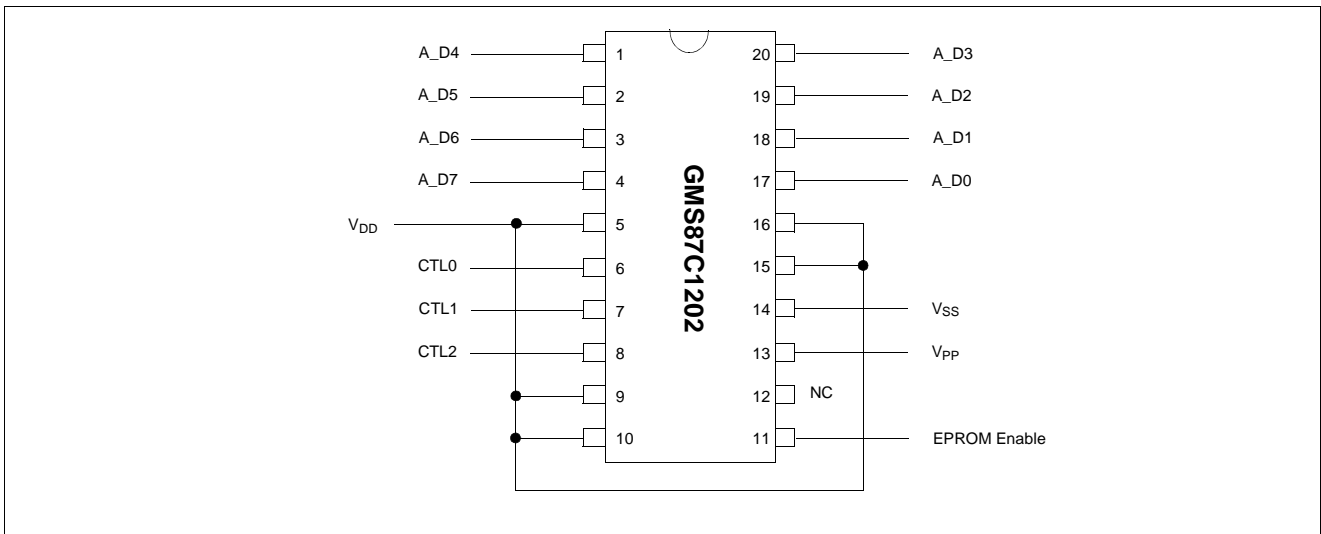 A_D4 1 20 A_D3
A_D5 2 19 A_D2
A_D6 3 18 A_D1
A_D7 4 17 A_D0
VDD 5 16
CTL0 6 15
CTL1 7 14 VSS
CTL2 8 13 VPP
9 12 NC
10 11 EPROM Enable
GMS87C1202